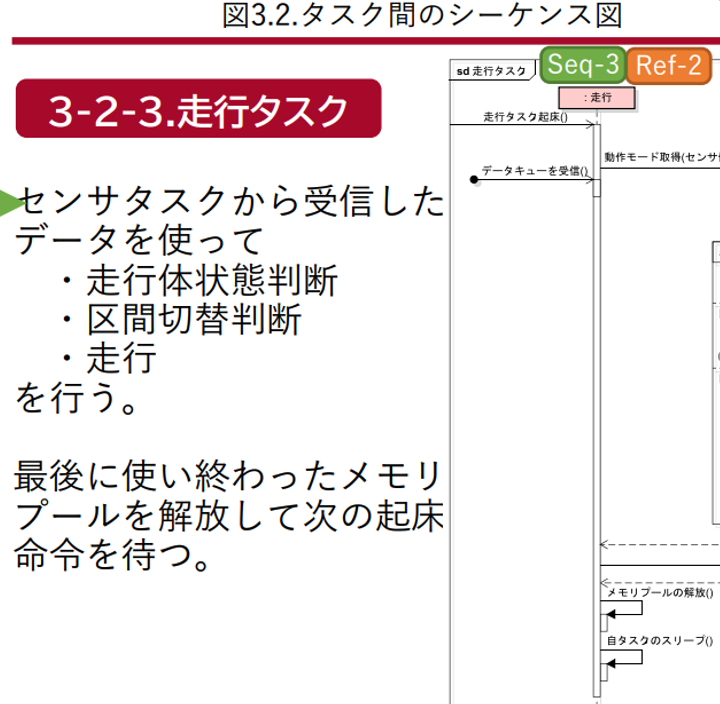 図3.2.タスク間のシーケンス図
3-2-3.走行タスク
センサタスクから受信した
データを使って
・走行体状態判断
・区間切替判断
・走行
を行う。
最後に使い終わったメモリ
プールを解放して次の起床
命令を待つ。
sd 走行タスク
Seq-3
Ref-2
: 走行
走行タスク起床()
動作モード取得(センサ
データキューを受信()
メモリプールの解放()
自タスクのスリープ()